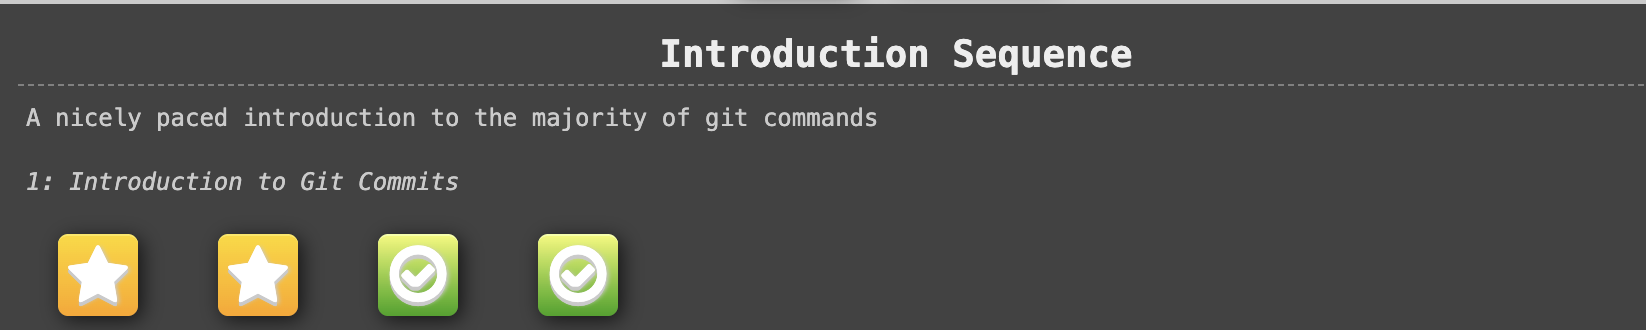 Introduction Sequence
A nicely paced introduction to the majority of git commands
1: Introduction to Git Commits